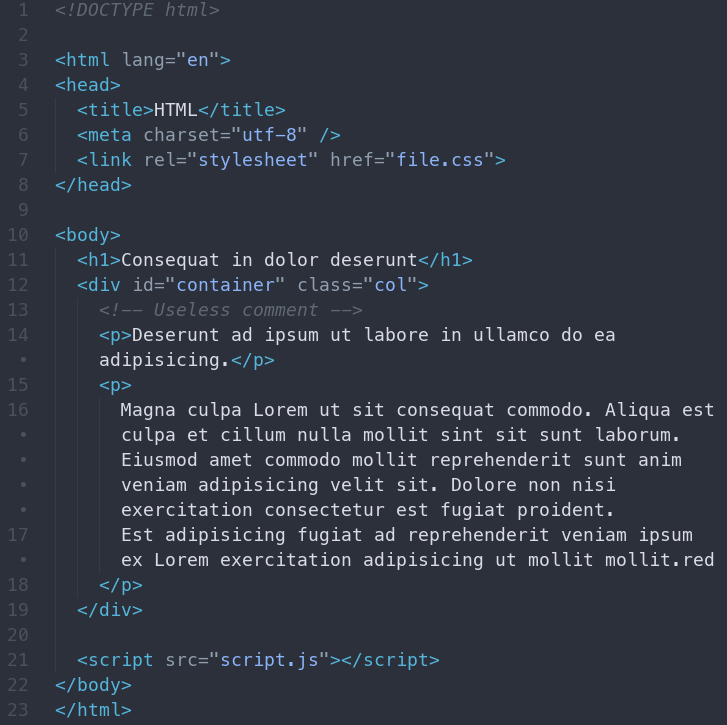 1 <!DOCTYPE html>
2
3 <html lang="en">
4 <head>
5   <title>HTML</title>
6   <meta charset="utf-8" />
7   <link rel="stylesheet" href="file.css">
8 </head>
9
10 <body>
11   <h1>Consequat in dolor deserunt</h1>
12   <div id="container" class="col">
13     <!-- Useless comment -->
14     <p>Deserunt ad ipsum ut labore in ullamco do ea
•     adipisicing.</p>
15     <p>
16       Magna culpa Lorem ut sit consequat commodo. Aliqua est
•       culpa et cillum nulla mollit sint sit sunt laborum.
•       Eiusmod amet commodo mollit reprehenderit sunt anim
•       veniam adipisicing velit sit. Dolore non nisi
•       exercitation consectetur est fugiat proident.
17       Est adipisicing fugiat ad reprehenderit veniam ipsum
•       ex Lorem exercitation adipisicing ut mollit mollit.red
18     </p>
19   </div>
20
21   <script src="script.js"></script>
22 </body>
23 </html>